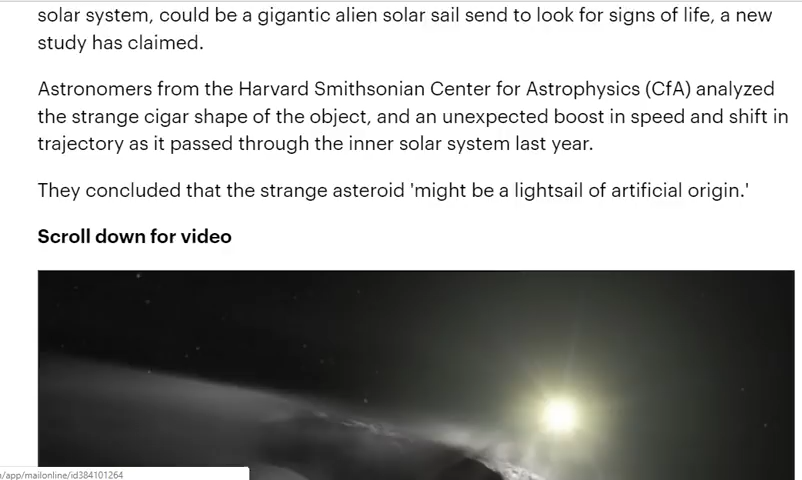 solar system, could be a gigantic alien solar sail send to look for signs of life, a new
study has claimed.
Astronomers from the Harvard Smithsonian Center for Astrophysics (CfA) analyzed
the strange cigar shape of the object, and an unexpected boost in speed and shift in
trajectory as it passed through the inner solar system last year.
They concluded that the strange asteroid 'might be a lightsail of artificial origin.'
Scroll down for video
/app/mailonline/id384101264